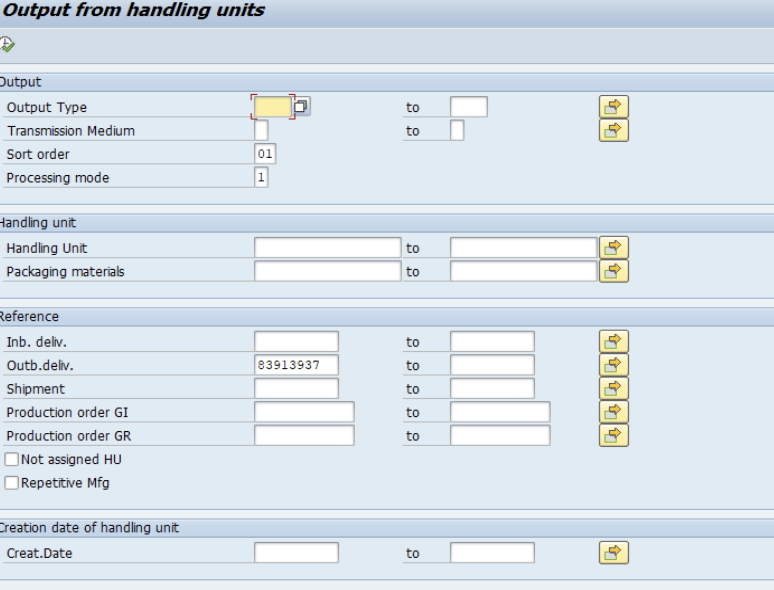 Output from handling units
Output
Output Type to
Transmission Medium to
Sort order 01
Processing mode 1
Handling unit
Handling Unit to
Packaging materials to
Reference
Inb. deliv. to
Outb.deliv. 83913937 to
Shipment to
Production order GI to
Production order GR to
Not assigned HU
Repetitive Mfg
Creation date of handling unit
Creat.Date to